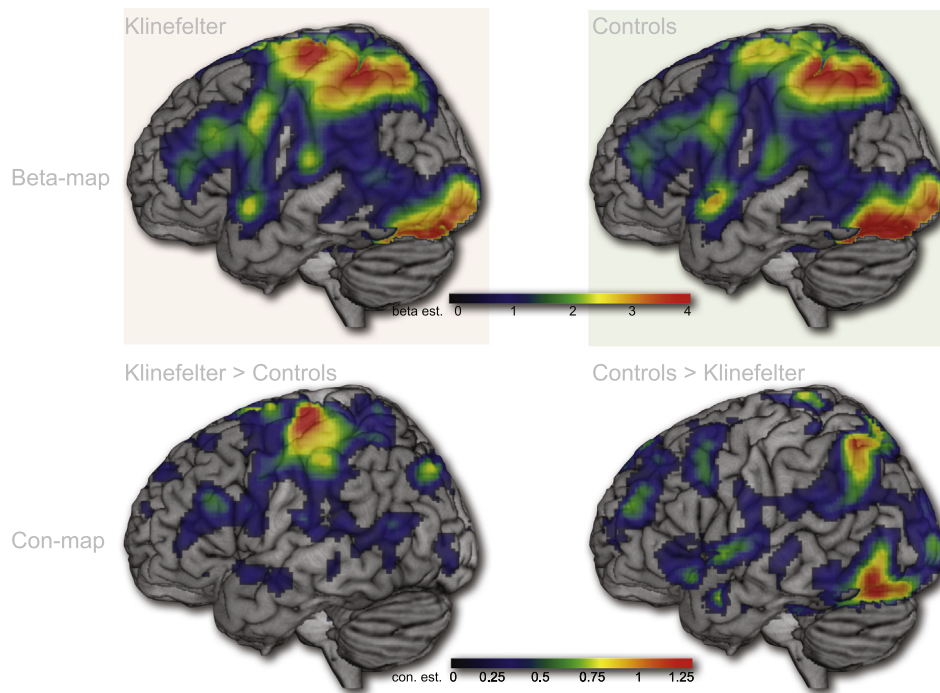 Klinefelter
Controls
Beta-map
beta est. 0 1 2 3 4
Klinefelter > Controls
Controls > Klinefelter
Con-map
con. est. 0 0.25 0.5 0.75 1 1.25